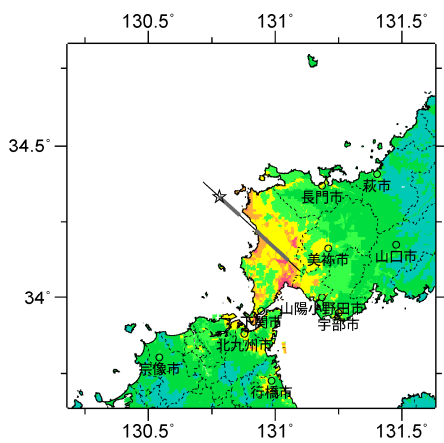 130.5° 131° 131.5°
34.5°
萩市
長門市
山口市
美祢市
34°
山陽小野田市
宇部市
下関市
北九州市
宗像市
行橋市
130.5° 131° 131.5°